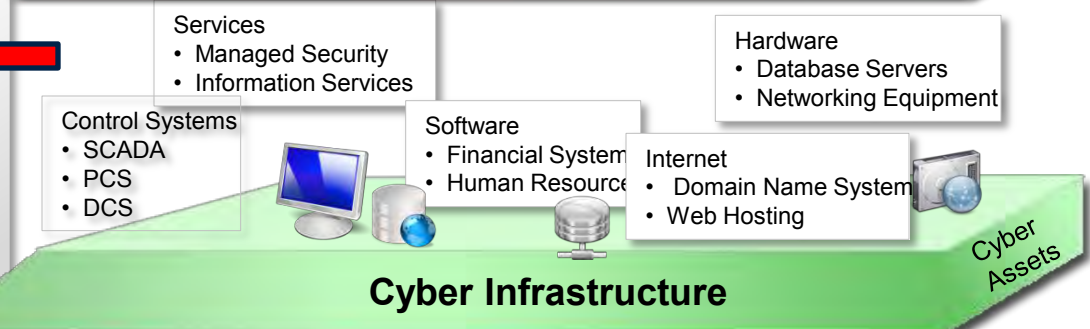 Services
• Managed Security
• Information Services
Hardware
• Database Servers
• Networking Equipment
Control Systems
• SCADA
• PCS
• DCS
Software
• Financial System
• Human Resource
Internet
• Domain Name System
• Web Hosting
Cyber
Assets
Cyber Infrastructure